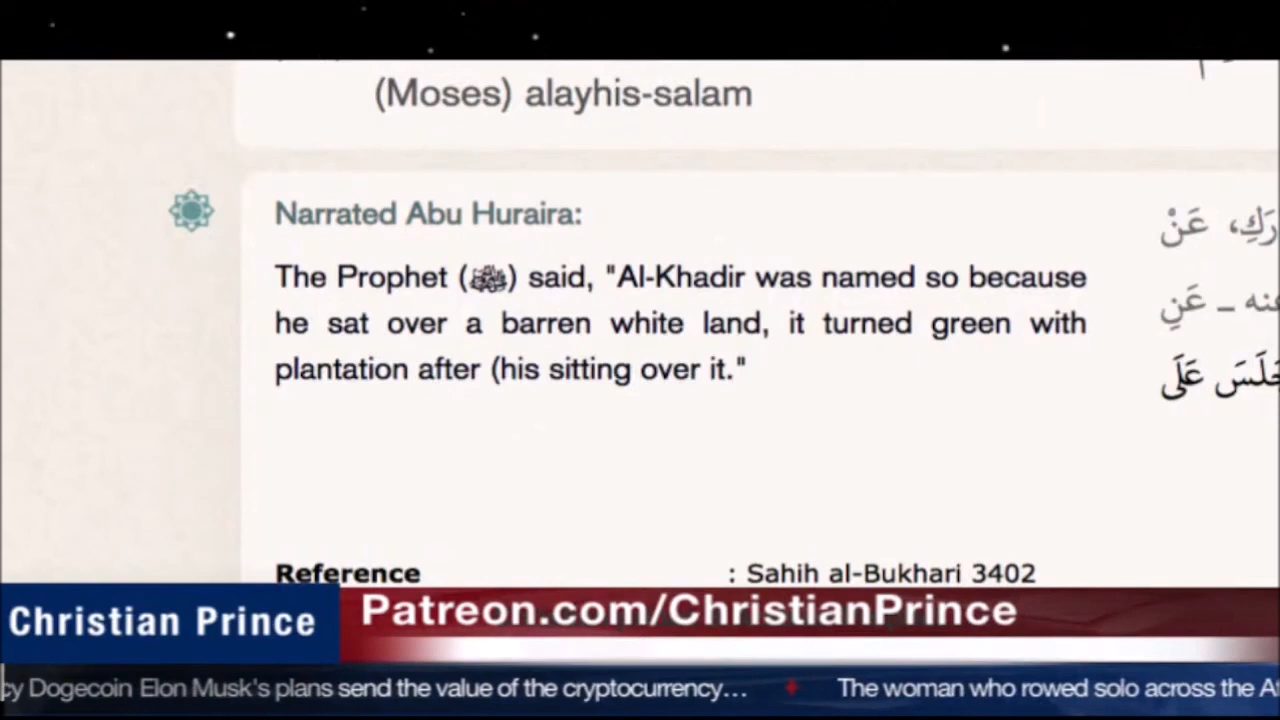 (Moses) alayhis-salam
Narrated Abu Huraira:
The Prophet (ﷺ) said, "Al-Khadir was named so because
he sat over a barren white land, it turned green with
plantation after (his sitting over it."
رَكِ، عَنْ
عنه ـ عَنِ
جَلَسَ عَلَى
Reference : Sahih al-Bukhari 3402
Christian Prince
Patreon.com/ChristianPrince
cy Dogecoin Elon Musk's plans send the value of the cryptocurrency... The woman who rowed solo across the At